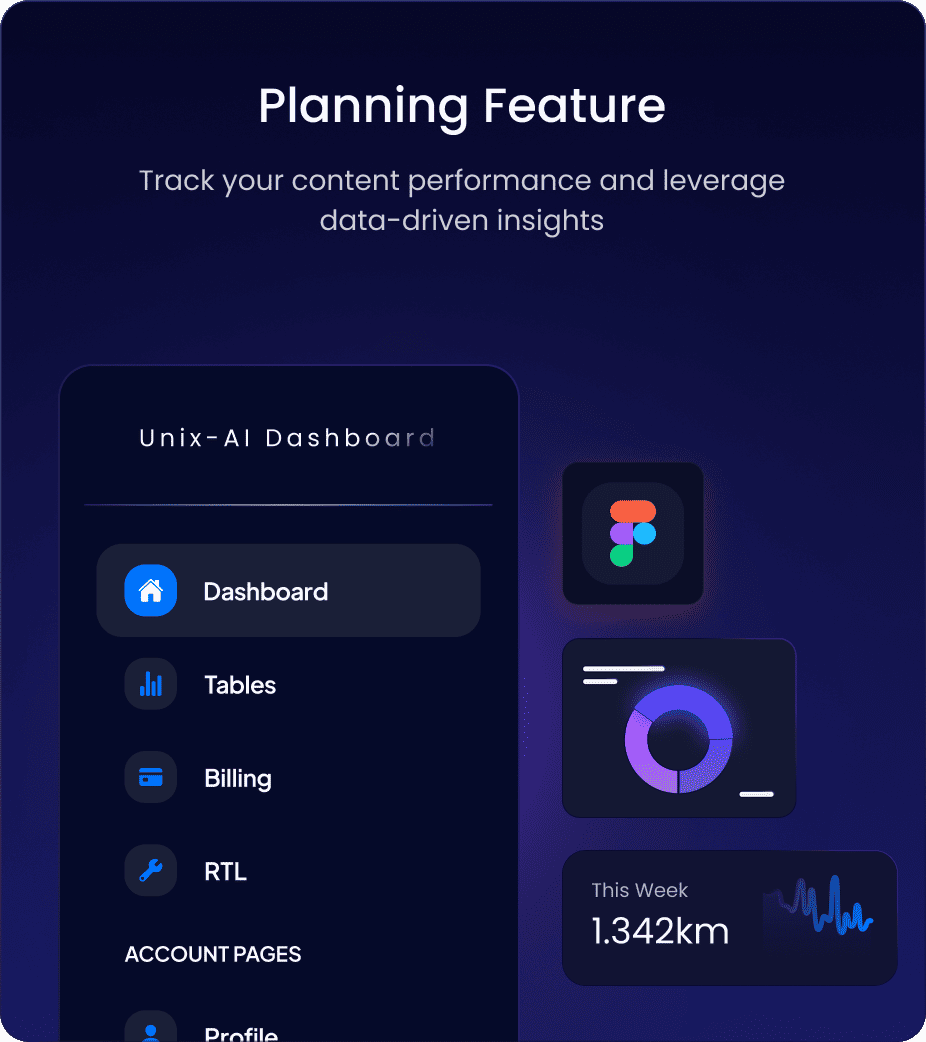 Planning Feature
Track your content performance and leverage
data-driven insights
Unix-AI Dashboard
Dashboard
Tables
Billing
RTL
ACCOUNT PAGES
Profile
This Week
1.342km